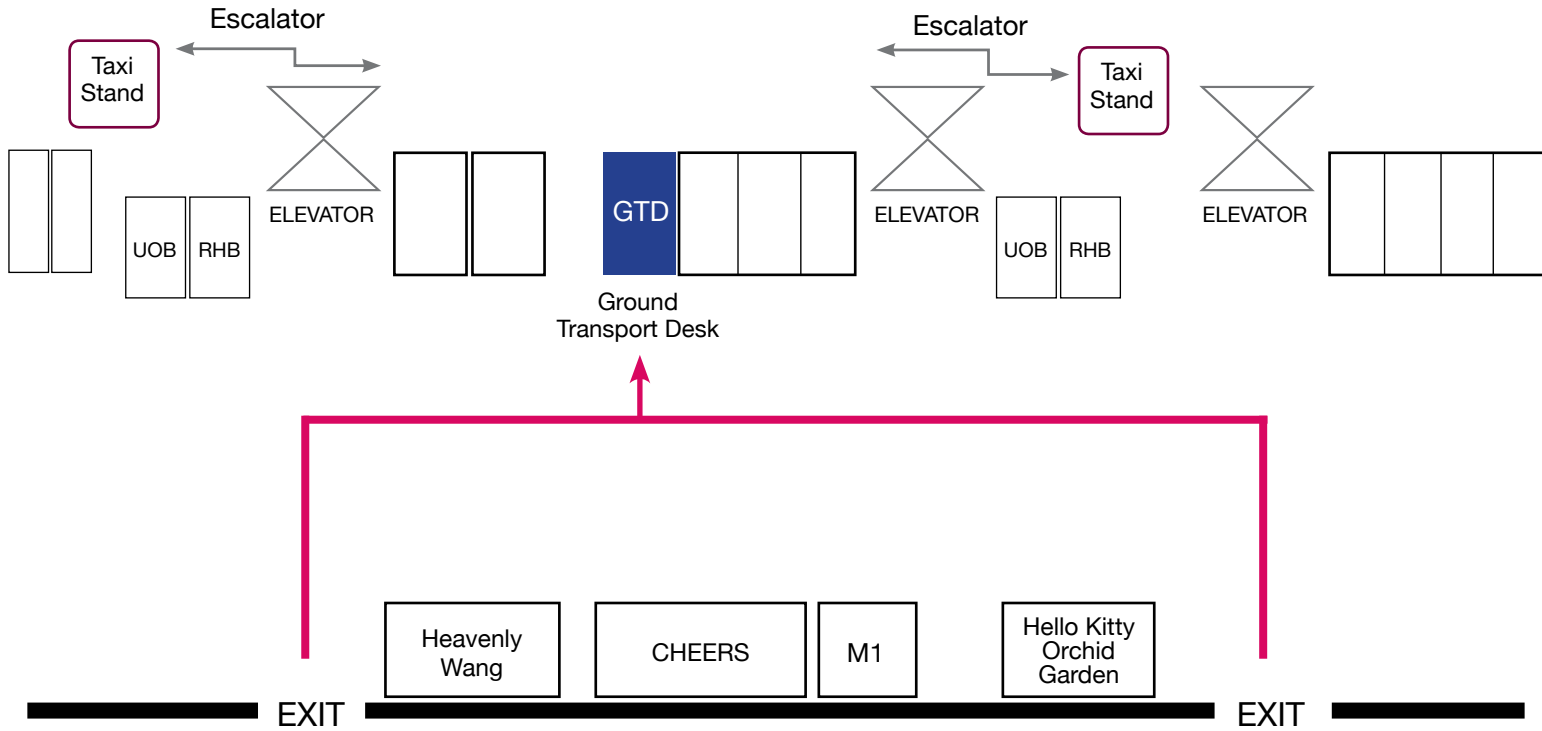 Escalator
Escalator
Taxi
Stand
Taxi
Stand
ELEVATOR
ELEVATOR
ELEVATOR
UOB
RHB
GTD
UOB
RHB
Ground
Transport Desk
Heavenly
Wang
CHEERS
M1
Hello Kitty
Orchid
Garden
EXIT
EXIT